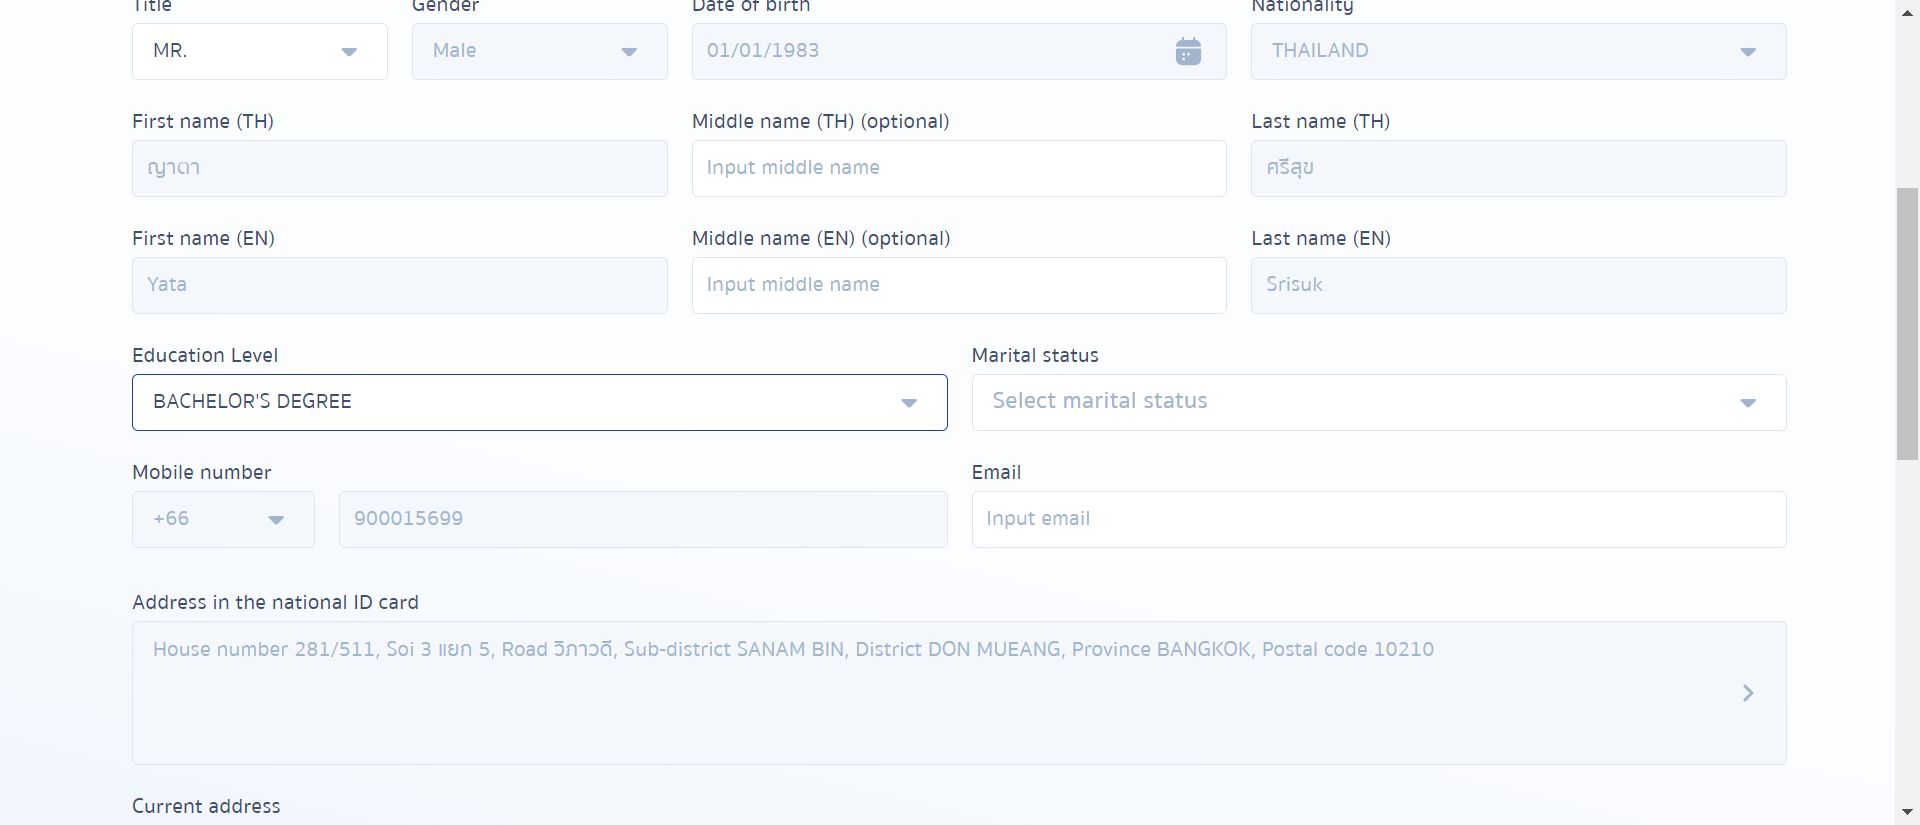 Title Gender Date of birth Nationality
MR. Male 01/01/1983 THAILAND
First name (TH) Middle name (TH) (optional) Last name (TH)
ญาตา Input middle name ศรีสุข
First name (EN) Middle name (EN) (optional) Last name (EN)
Yata Input middle name Srisuk
Education Level Marital status
BACHELOR'S DEGREE Select marital status
Mobile number Email
+66 900015699 Input email
Address in the national ID card
House number 281/511, Soi 3 แยก 5, Road วิภาวดี, Sub-district SANAM BIN, District DON MUEANG, Province BANGKOK, Postal code 10210
Current address